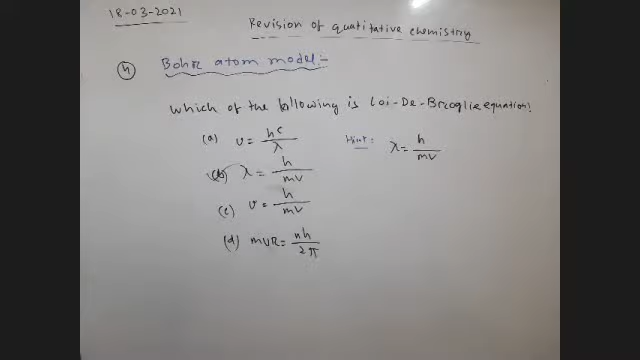 18-03-2021
Revision of quatitative chemistry
(4) Bohr atom model:-
Which of the following is Loi-De-Broglie equation?
(a) υ = hc/λ Hint: λ = h/mv
(b) λ = h/mv
(c) υ = h/mv
(d) mvr = nh/2π